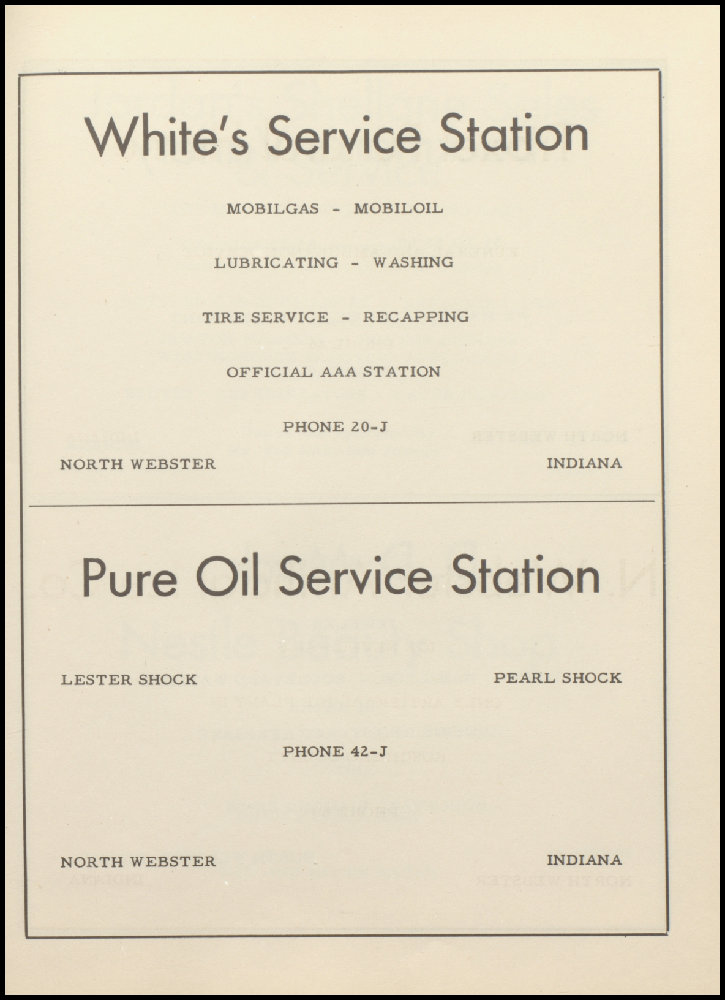 White's Service Station
MOBILGAS - MOBILOIL
LUBRICATING - WASHING
TIRE SERVICE - RECAPPING
OFFICIAL AAA STATION
PHONE 20-J
NORTH WEBSTER INDIANA
Pure Oil Service Station
LESTER SHOCK PEARL SHOCK
PHONE 42-J
NORTH WEBSTER INDIANA